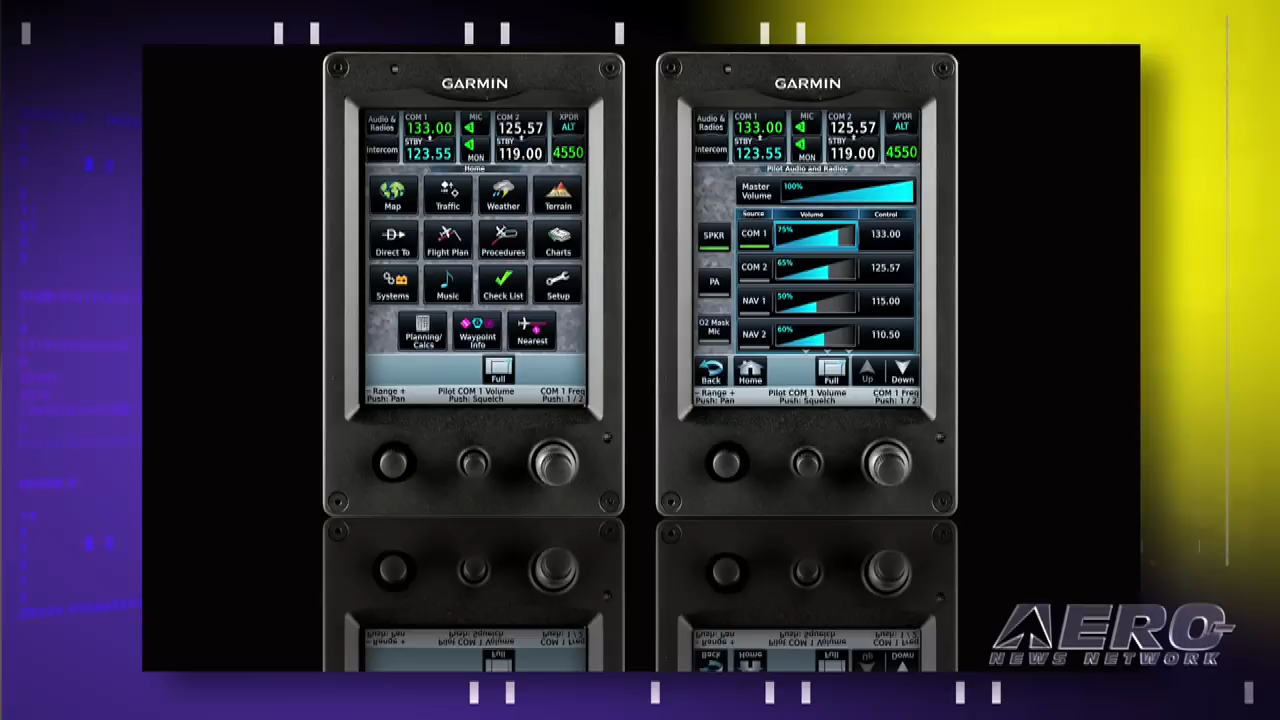 GARMIN
Audio & Radios
COM 1
133.00
STBY
123.55
MIC
MON
COM 2
125.57
STBY
119.00
XPDR
ALT
4550
Intercom
Home
Map
Traffic
Weather
Terrain
Direct To
Flight Plan
Procedures
Charts
Systems
Music
Check List
Setup
Planning/Calcs
Waypoint Info
Nearest
Full
- Range +
Push: Pan
Pilot COM 1 Volume
Push: Squelch
COM 1 Freq
Push: 1/2
GARMIN
Audio & Radios
COM 1
133.00
STBY
123.55
MIC
MON
COM 2
125.57
STBY
119.00
XPDR
ALT
4550
Intercom
Pilot Audio and Radios
Master Volume
100%
Source
Volume
Control
SPKR
COM 1
75%
133.00
COM 2
65%
125.57
PA
NAV 1
50%
115.00
O2 Mask Mic
NAV 2
60%
110.50
Back
Home
Full
Up
Down
- Range +
Push: Pan
Pilot COM 1 Volume
Push: Squelch
COM 1 Freq
Push: 1/2
AERO
NEWS NETWORK